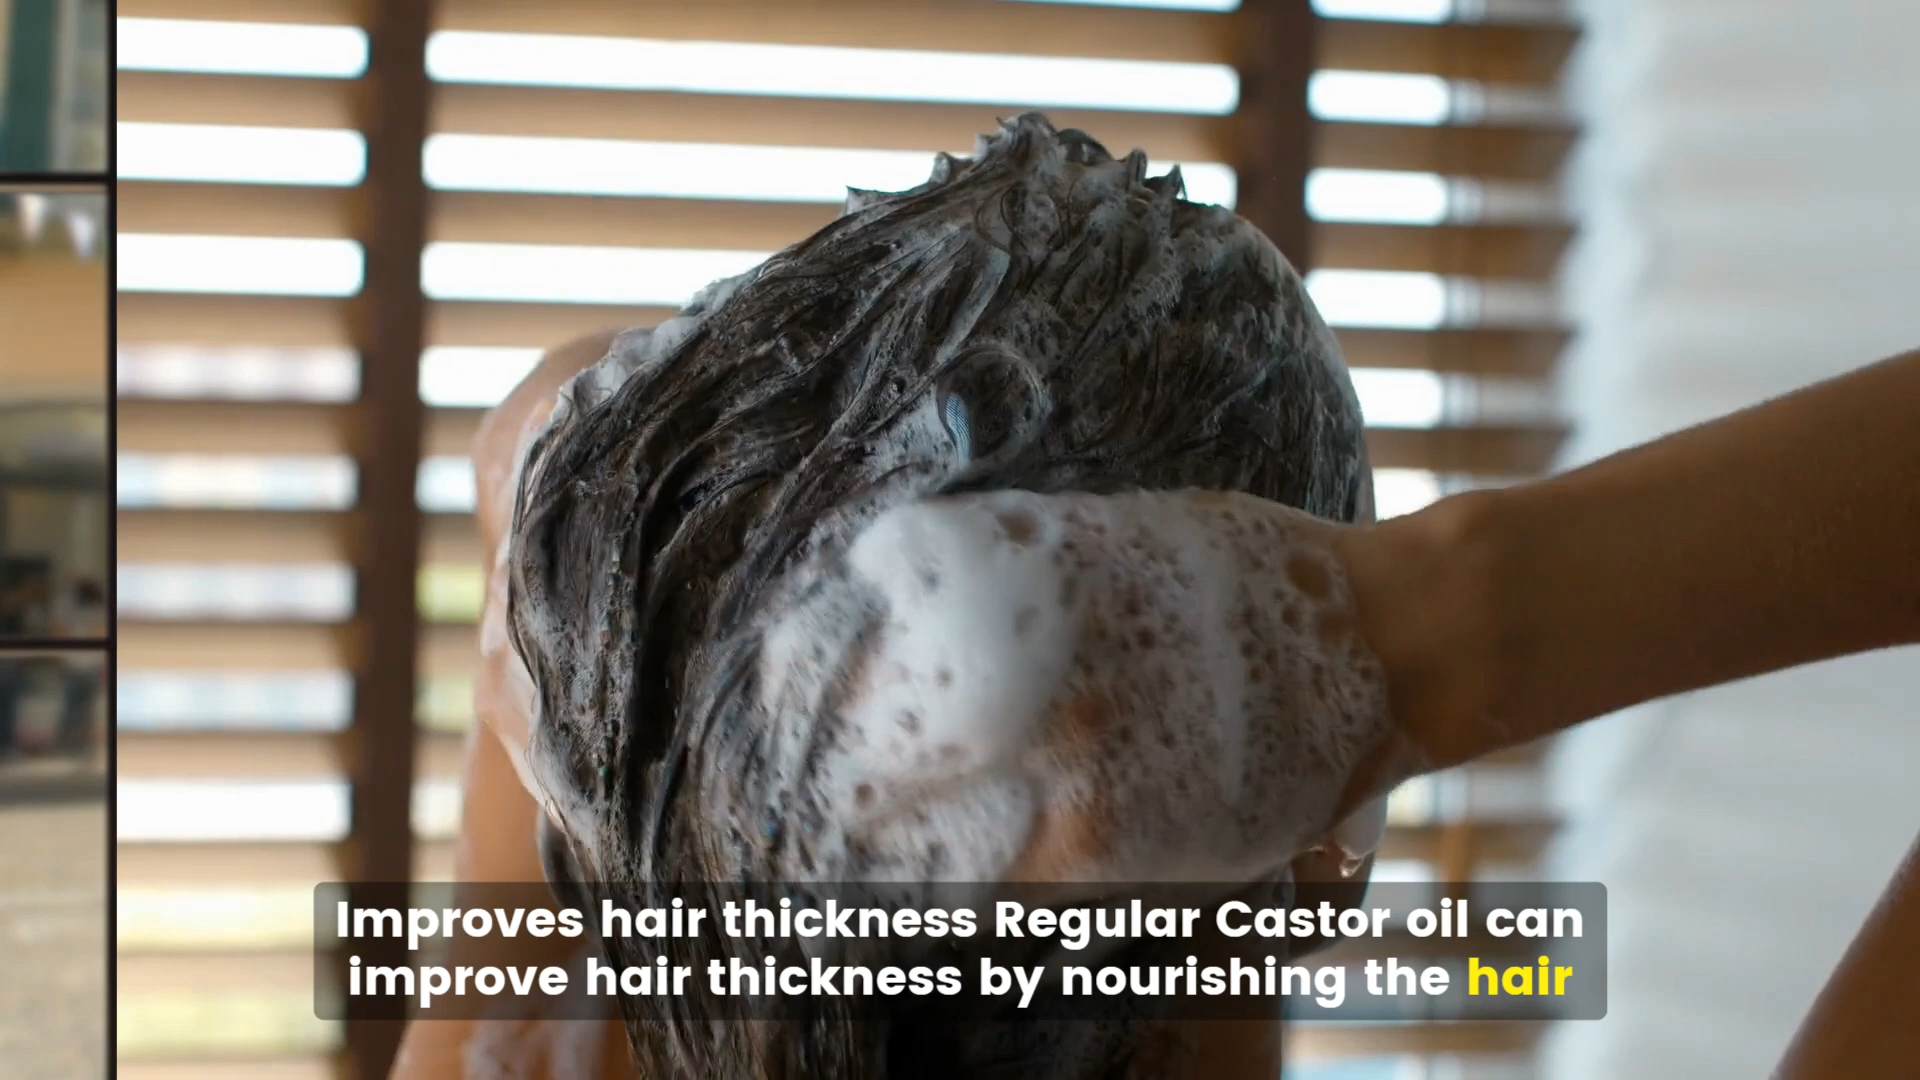 Improves hair thickness Regular Castor oil can
improve hair thickness by nourishing the hair